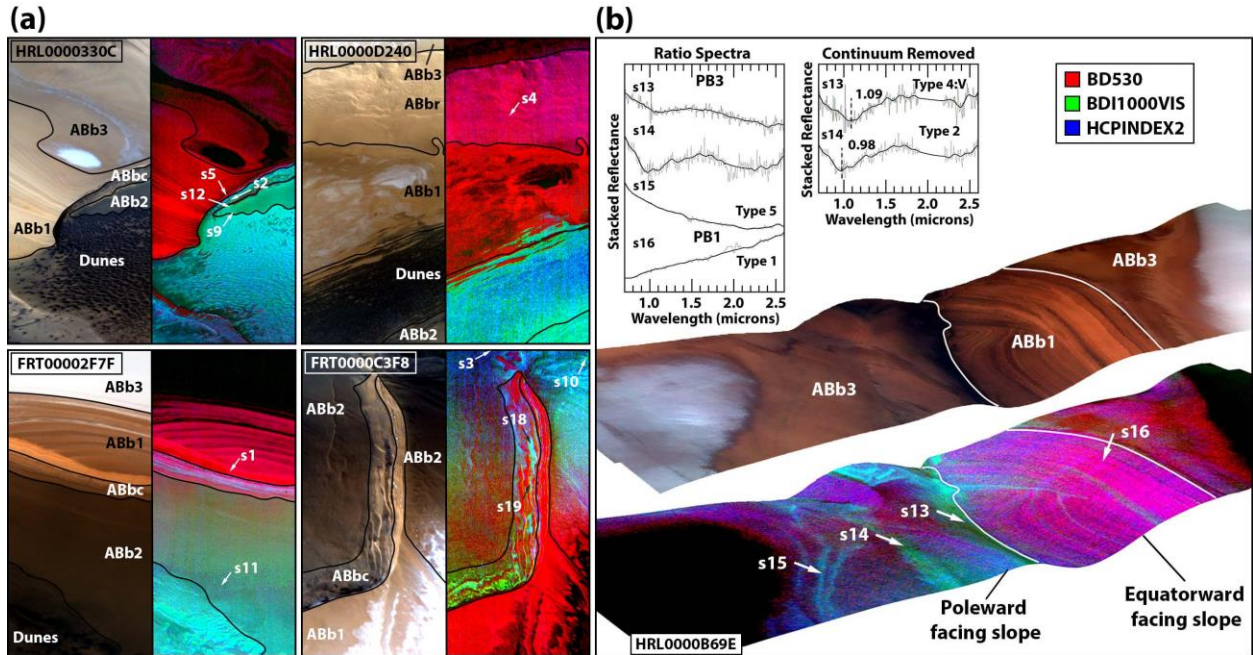 (a)
HRL0000330C
ABb3
ABbc
ABb2
ABb1
Dunes
s5
s2
s12
s9
HRL0000D240
ABb3
ABbr
s4
ABb1
Dunes
ABb2
FRT00002F7F
ABb3
ABb1
s1
ABbc
ABb2
s11
Dunes
FRT0000C3F8
s3
s10
ABb2
s18
ABb2
s19
ABbc
ABb1
(b)
Ratio Spectra
PB3
s13
s14
s15
Type 5
PB1
s16
Type 1
Stacked Reflectance
1.0 1.5 2.0 2.5
Wavelength (microns)
Continuum Removed
s13
1.09
Type 4:V
s14
0.98
Type 2
Stacked Reflectance
1.0 1.5 2.0 2.5
Wavelength (microns)
BD530
BDI1000VIS
HCPINDEX2
ABb3
ABb1
ABb3
s16
s13
s14
s15
Poleward
facing slope
Equatorward
facing slope
HRL0000B69E